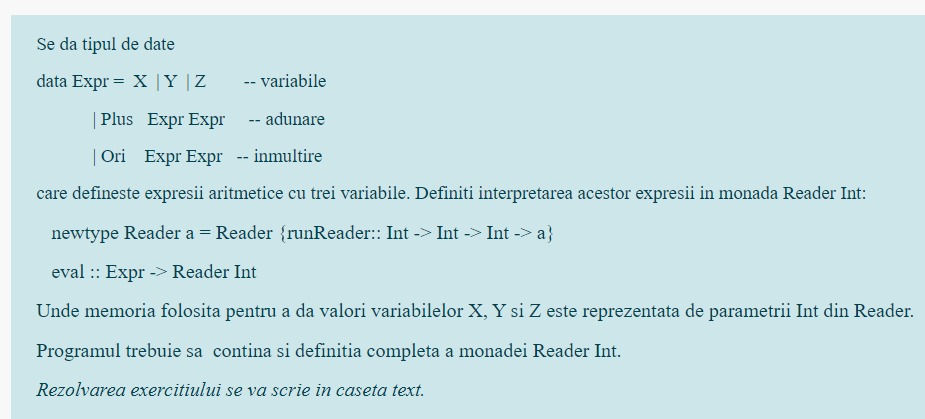 Se da tipul de date
data Expr = X | Y | Z -- variabile
| Plus Expr Expr -- adunare
| Ori Expr Expr -- inmultire
care defineste expresii aritmetice cu trei variabile. Definiti interpretarea acestor expresii in monada Reader Int:
newtype Reader a = Reader {runReader:: Int -> Int -> Int -> a}
eval :: Expr -> Reader Int
Unde memoria folosita pentru a da valori variabilelor X, Y si Z este reprezentata de parametrii Int din Reader.
Programul trebuie sa contina si definitia completa a monadei Reader Int.
Rezolvarea exercitiului se va scrie in caseta text.